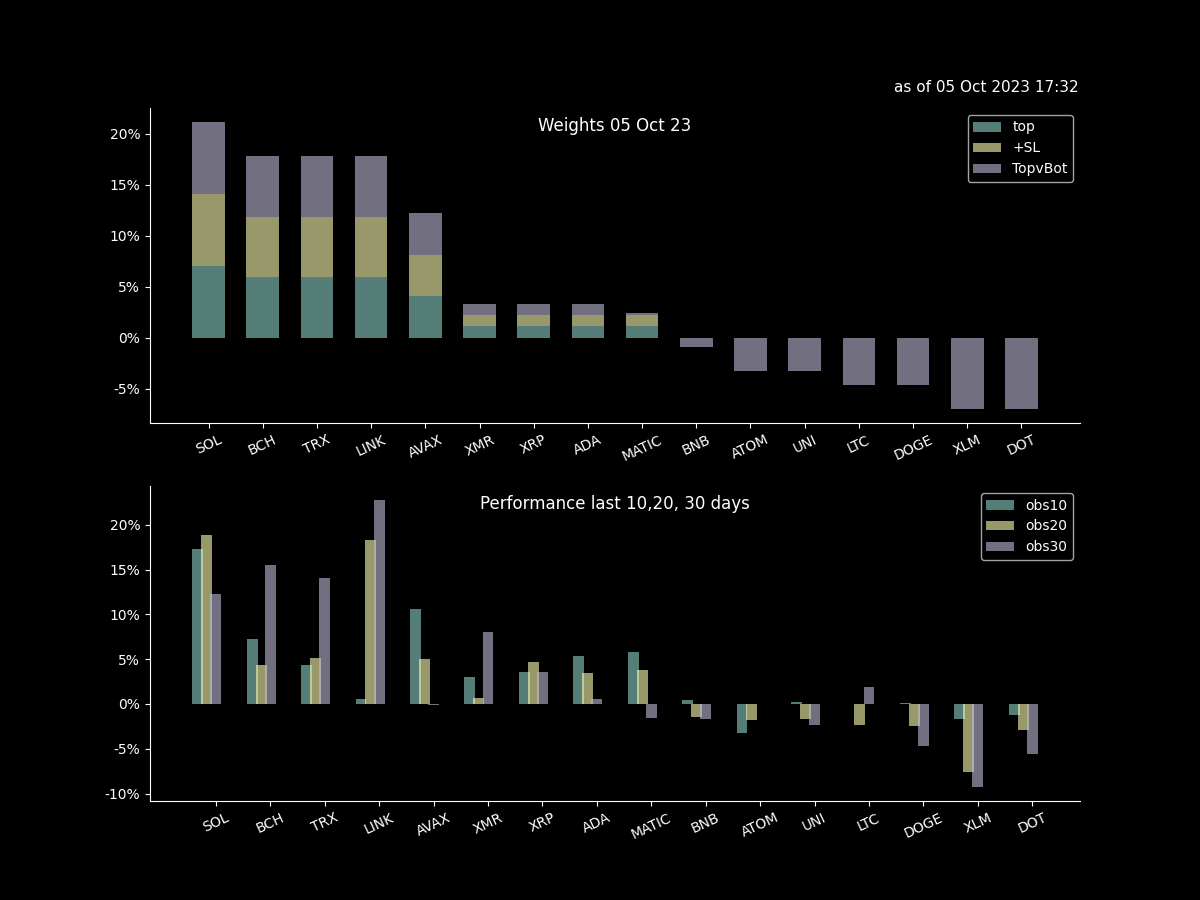 as of 05 Oct 2023 17:32
Weights 05 Oct 23
top
+SL
TopvBot
20%
15%
10%
5%
0%
-5%
SOL BCH TRX LINK AVAX XMR XRP ADA MATIC BNB ATOM UNI LTC DOGE XLM DOT
Performance last 10,20, 30 days
obs10
obs20
obs30
20%
15%
10%
5%
0%
-5%
-10%
SOL BCH TRX LINK AVAX XMR XRP ADA MATIC BNB ATOM UNI LTC DOGE XLM DOT